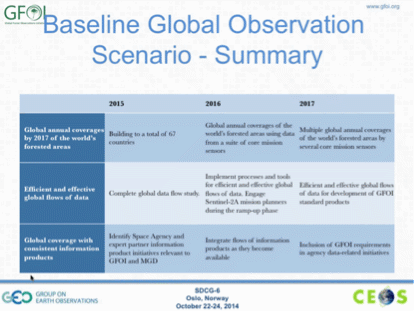 GFOI
www.gfoi.org
Baseline Global Observation
Scenario - Summary
2015
2016
2017
Global annual coverages
by 2017 of the world's
forested areas
Building to a total of 67
countries
Global annual coverages of the
world's forested areas using data
from a suite of core mission
sensors
Multiple global annual coverages
of the world's forested areas by
several core mission sensors
Efficient and effective
global flows of data
Complete global data flow study.
Implement processes and tools
for efficient and effective global
flows of data. Engage
Sentinel-2A mission planners
during the ramp-up phase
Efficient and effective global flows
of data for development of GFOI
standard products
Global coverage with
consistent information
products
Identify Space Agency and
expert partner information
product initiatives relevant to
GFOI and MGD
Integrate flows of information
products as they become
available
Inclusion of GFOI requirements
in agency data-related initiatives
GEO
GROUP ON
EARTH OBSERVATIONS
SDCG-6
Oslo, Norway
October 22-24, 2014
CEOS